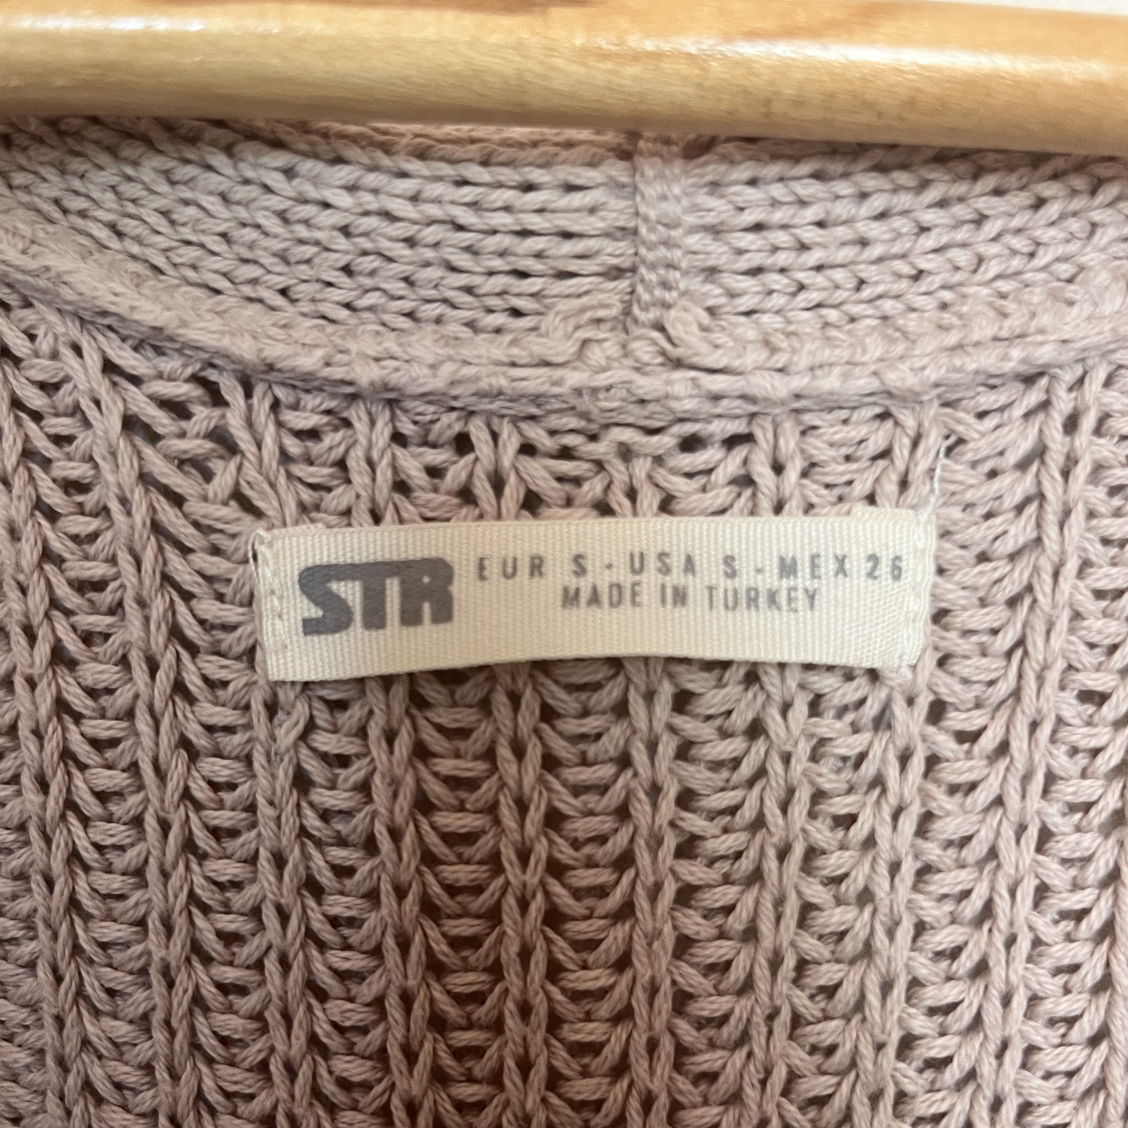 STR
EUR S - USA S - MEX 26
MADE IN TURKEY